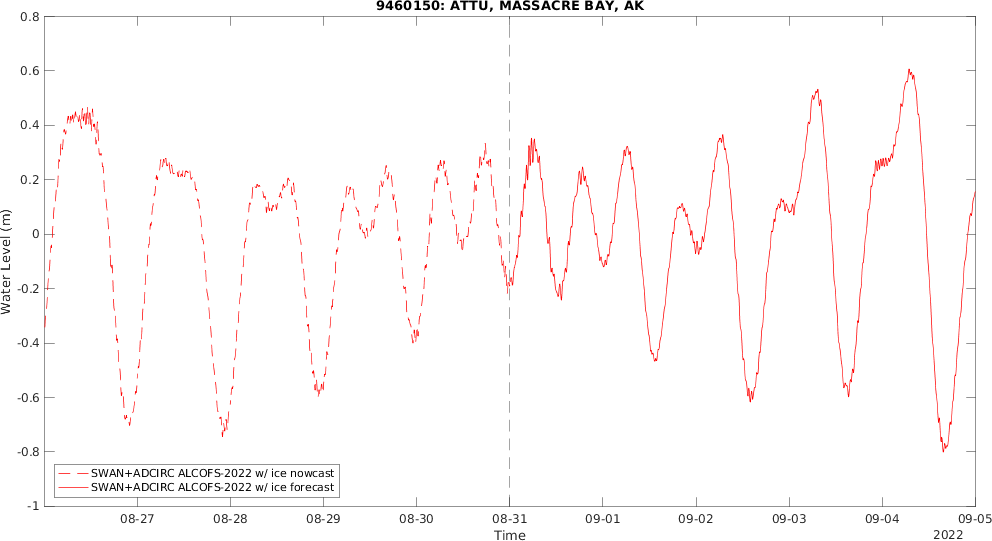 9460150: ATTU, MASSACRE BAY, AK
0.8
0.6
0.4
0.2
0
-0.2
-0.4
-0.6
-0.8
-1
Water Level (m)
SWAN+ADCIRC ALCOFS-2022 w/ ice nowcast
SWAN+ADCIRC ALCOFS-2022 w/ ice forecast
08-27 08-28 08-29 08-30 08-31 09-01 09-02 09-03 09-04 09-05
Time
2022